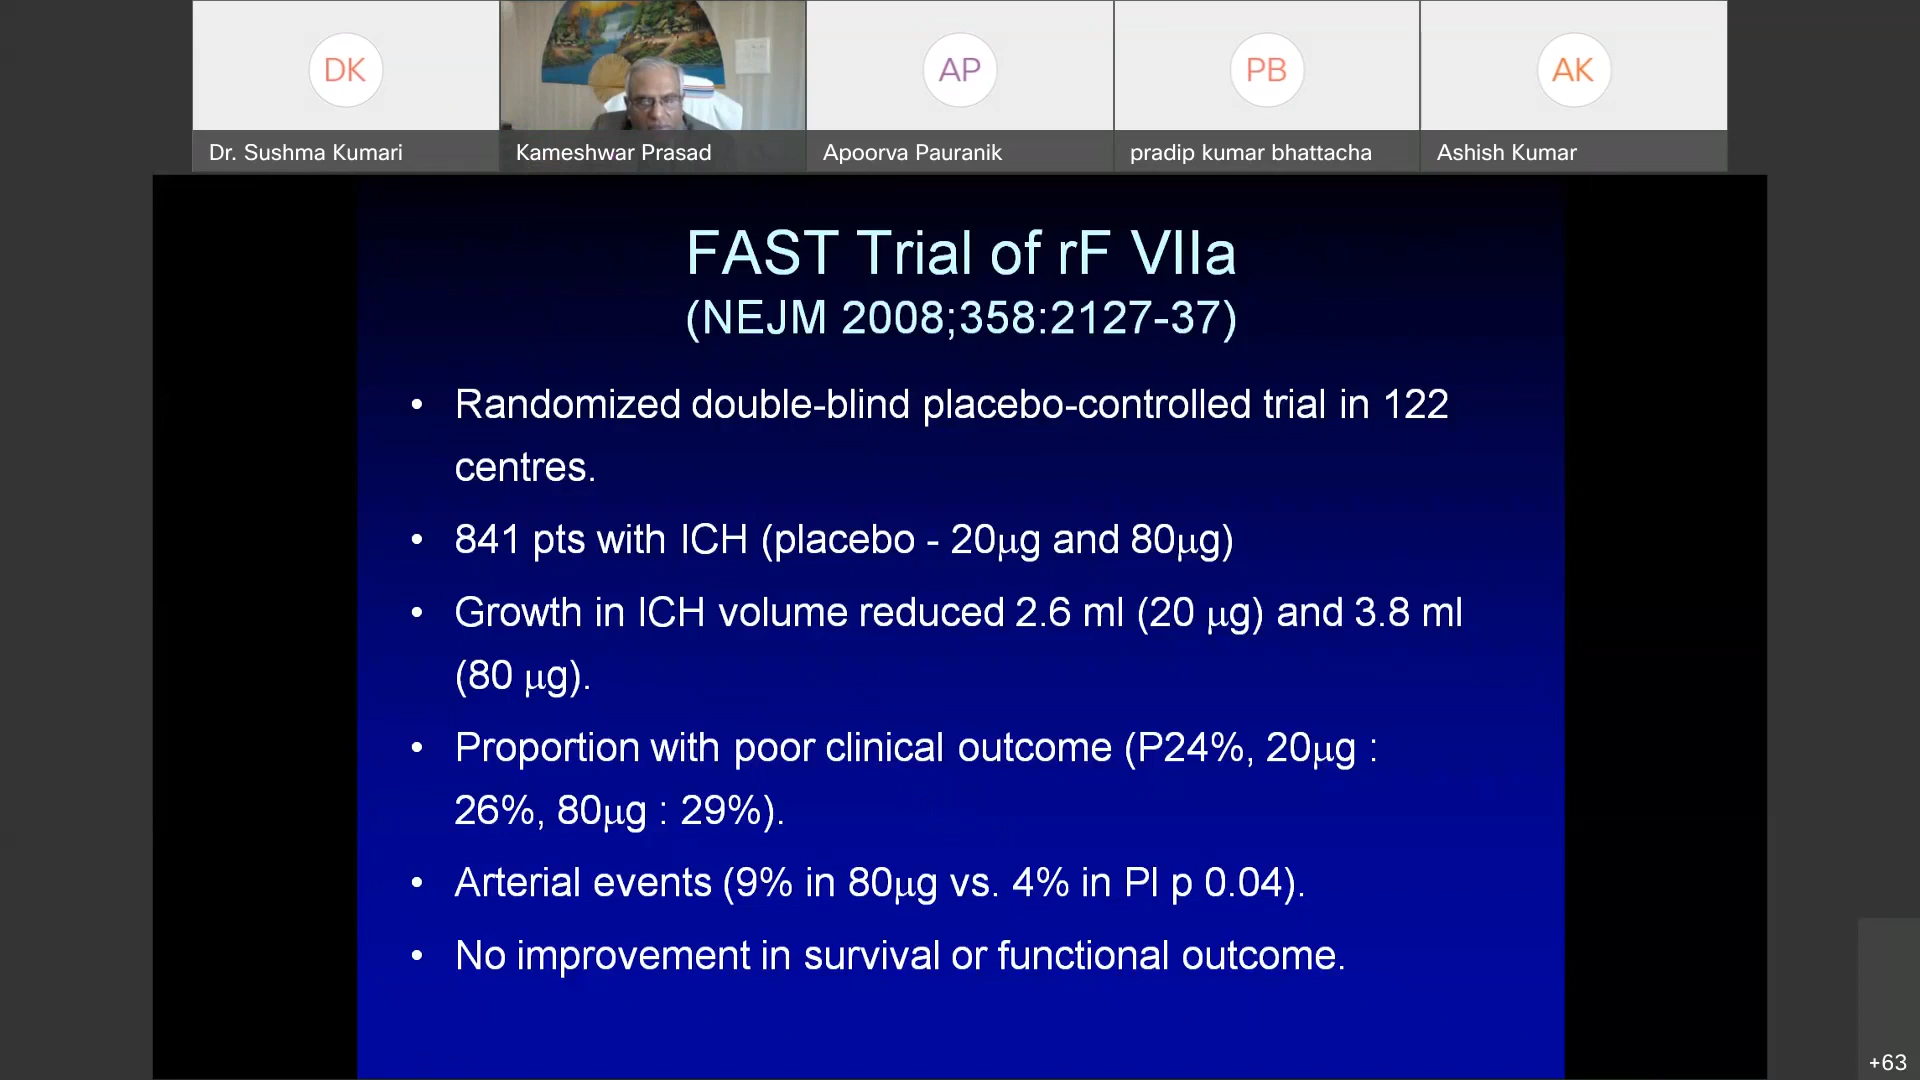 DK
AP
PB
AK
Dr. Sushma Kumari
Kameshwar Prasad
Apoorva Pauranik
pradip kumar bhattacha
Ashish Kumar
FAST Trial of rF VIIa
(NEJM 2008;358:2127-37)
• Randomized double-blind placebo-controlled trial in 122
centres.
• 841 pts with ICH (placebo - 20μg and 80μg)
• Growth in ICH volume reduced 2.6 ml (20 μg) and 3.8 ml
(80 μg).
• Proportion with poor clinical outcome (P24%, 20μg :
26%, 80μg : 29%).
• Arterial events (9% in 80μg vs. 4% in Pl p 0.04).
• No improvement in survival or functional outcome.
+63